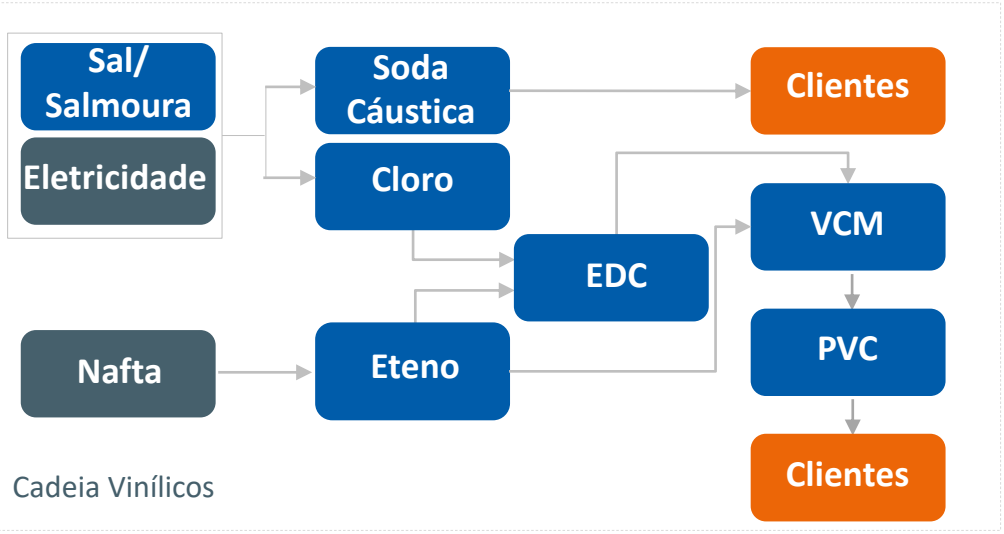 Sal/
Salmoura
Eletricidade
Soda
Cáustica
Clientes
Cloro
VCM
EDC
PVC
Nafta
Eteno
Clientes
Cadeia Vinílicos